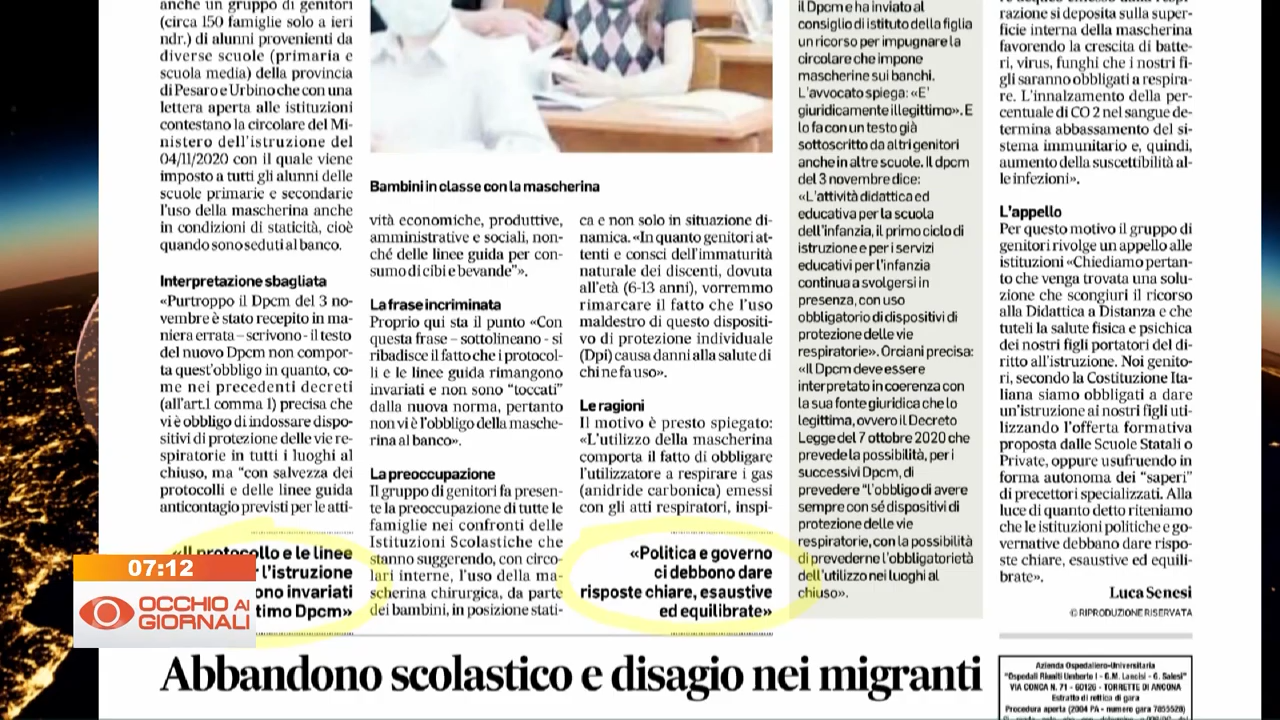 anche un gruppo di genitori
(circa 150 famiglie solo a ieri
ndr.) di alunni provenienti da
diverse scuole (primaria e
scuola media) della provincia
di Pesaro e Urbino che con una
lettera aperta alle istituzioni
contestano la circolare del Mi-
nistero dell'istruzione del
04/11/2020 con il quale viene
imposto a tutti gli alunni delle
scuole primarie e secondarie
l'uso della mascherina anche
in condizioni di staticità, cioè
quando sono seduti al banco.
Interpretazione sbagliata
«Purtroppo il Dpcm del 3 no-
vembre è stato recepito in ma-
niera errata – scrivono - il testo
del nuovo Dpcm non compor-
ta quest'obbligo in quanto, co-
me nei precedenti decreti
(all'art.1 comma 1) precisa che
vi è obbligo di indossare dispo-
sitivi di protezione delle vie re-
spiratorie in tutti i luoghi al
chiuso, ma "con salvezza dei
protocolli e delle linee guida
anticontagio previsti per le atti-
«Il protocollo e le linee
l'istruzione
ono invariati
timo Dpcm»
07:12
OCCHIO AI
GIORNALI
Bambini in classe con la mascherina
vità economiche, produttive,
amministrative e sociali, non-
ché delle linee guida per con-
sumo di cibi e bevande"».
La frase incriminata
Proprio qui sta il punto «Con
questa frase – sottolineano - si
ribadisce il fatto che i protocol-
li e le linee guida rimangono
invariati e non sono "toccati"
dalla nuova norma, pertanto
non vi è l'obbligo della masche-
rina al banco».
La preoccupazione
Il gruppo di genitori fa presen-
te la preoccupazione di tutte le
famiglie nei confronti delle
Istituzioni Scolastiche che
stanno suggerendo, con circo-
lari interne, l'uso della ma-
scherina chirurgica, da parte
dei bambini, in posizione stati-
ca e non solo in situazione di-
namica. «In quanto genitori at-
tenti e consci dell'immaturità
naturale dei discenti, dovuta
all'età (6-13 anni), vorremmo
rimarcare il fatto che l'uso
maldestro di questo dispositi-
vo di protezione individuale
(Dpi) causa danni alla salute di
chi ne fa uso».
Le ragioni
Il motivo è presto spiegato:
«L'utilizzo della mascherina
comporta il fatto di obbligare
l'utilizzatore a respirare i gas
(anidride carbonica) emessi
con gli atti respiratori, inspi-
«Politica e governo
ci debbono dare
risposte chiare, esaustive
ed equilibrate»
il Dpcm e ha inviato al
consiglio di istituto della figlia
un ricorso per impugnare la
circolare che impone
mascherine sui banchi.
L'avvocato spiega: «E'
giuridicamente illegittimo». E
lo fa con un testo già
sottoscritto da altri genitori
anche in altre scuole. Il dpcm
del 3 novembre dice:
«L'attività didattica ed
educativa per la scuola
dell'infanzia, il primo ciclo di
istruzione e per i servizi
educativi per l'infanzia
continua a svolgersi in
presenza, con uso
obbligatorio di dispositivi di
protezione delle vie
respiratorie». Orciani precisa:
«Il Dpcm deve essere
interpretato in coerenza con
la sua fonte giuridica che lo
legittima, ovvero il Decreto
Legge del 7 ottobre 2020 che
prevede la possibilità, per i
successivi Dpcm, di
prevedere "l'obbligo di avere
sempre con sé dispositivi di
protezione delle vie
respiratorie, con la possibilità
di prevederne l'obbligatorietà
dell'utilizzo nei luoghi al
chiuso».
razione si deposita sulla super-
ficie interna della mascherina
favorendo la crescita di batte-
ri, virus, funghi che i nostri fi-
gli saranno obbligati a respira-
re. L'innalzamento della per-
centuale di CO 2 nel sangue de-
termina abbassamento del si-
stema immunitario e, quindi,
aumento della suscettibilità al-
le infezioni».
L'appello
Per questo motivo il gruppo di
genitori rivolge un appello alle
istituzioni «Chiediamo pertan-
to che venga trovata una solu-
zione che scongiuri il ricorso
alla Didattica a Distanza e che
tuteli la salute fisica e psichica
dei nostri figli portatori del di-
ritto all'istruzione. Noi genito-
ri, secondo la Costituzione Ita-
liana siamo obbligati a dare
un'istruzione ai nostri figli uti-
lizzando l'offerta formativa
proposta dalle Scuole Statali o
Private, oppure usufruendo in
forma autonoma dei "saperi"
di precettori specializzati. Alla
luce di quanto detto riteniamo
che le istituzioni politiche e go-
vernative debbano dare rispo-
ste chiare, esaustive ed equili-
brate».
Luca Senesi
© RIPRODUZIONE RISERVATA
Abbandono scolastico e disagio nei migranti
Azienda Ospedaliero-Universitaria
"Ospedali Riuniti Umberto I - G.M. Lancisi - G. Salesi"
VIA CONCA N. 71 - 60126 - TORRETTE DI ANCONA
Estratto di rettica di gara
Procedura aperta (2004 PA - numero gara 7855528)